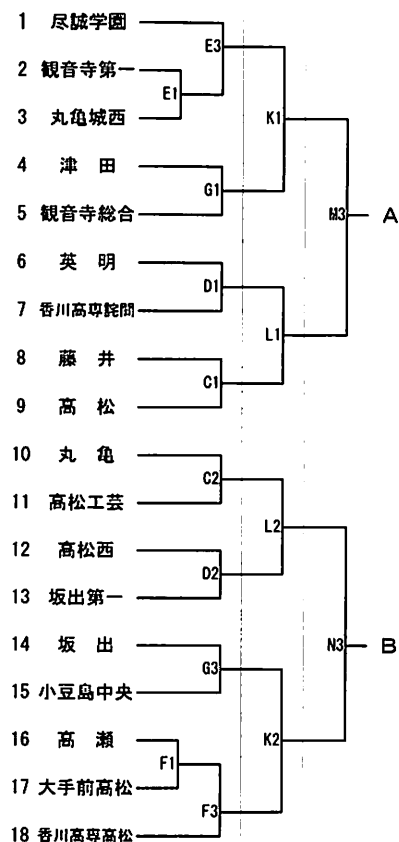 1 尽誠学園
E3
2 観音寺第一
E1
3 丸亀城西
K1
4 津 田
G1
5 観音寺総合
M3 A
6 英 明
D1
7 香川高専詫間
L1
8 藤 井
C1
9 高 松
10 丸 亀
C2
11 高松工芸
L2
12 高松西
D2
13 坂出第一
14 坂 出
G3
N3 B
15 小豆島中央
16 高 瀬
K2
F1
17 大手前高松
F3
18 香川高専高松